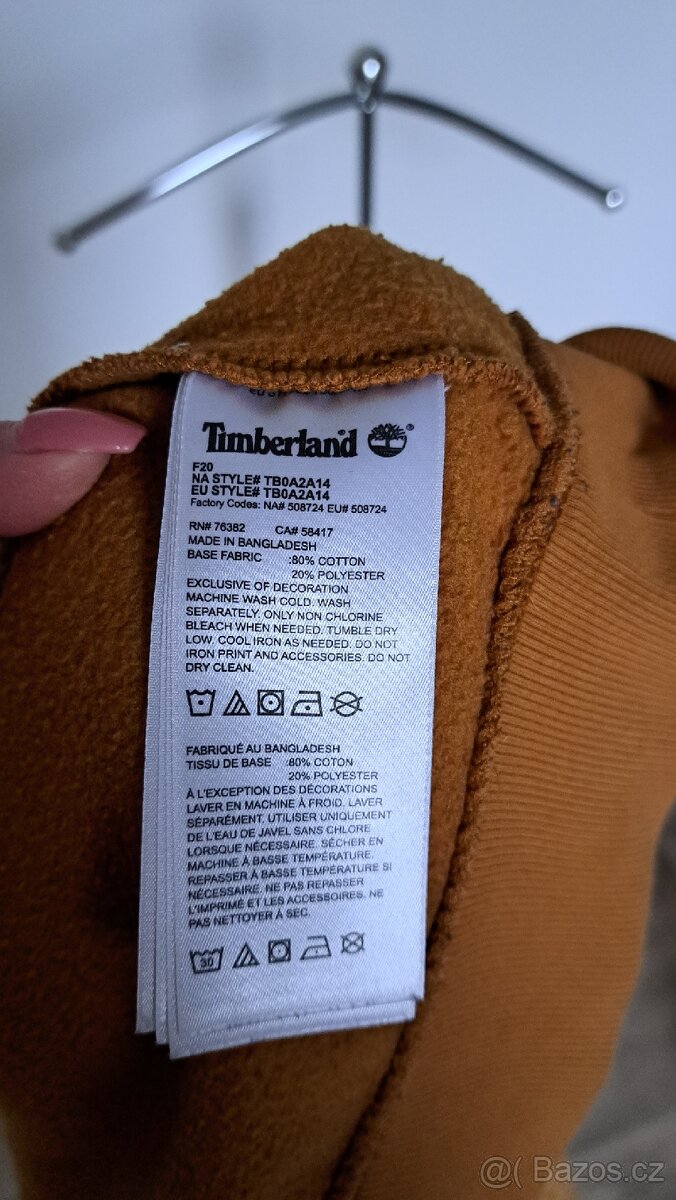 Timberland ®
F20
NA STYLE# TB0A2A14
EU STYLE# TB0A2A14
Factory Codes: NA# 508724 EU# 508724
RN# 76382 CA# 58417
MADE IN BANGLADESH
BASE FABRIC :80% COTTON
20% POLYESTER
EXCLUSIVE OF DECORATION
MACHINE WASH COLD. WASH
SEPARATELY. ONLY NON CHLORINE
BLEACH WHEN NEEDED. TUMBLE DRY
LOW. COOL IRON AS NEEDED. DO NOT
IRON PRINT AND ACCESSORIES. DO NOT
DRY CLEAN.
FABRIQUÉ AU BANGLADESH
TISSU DE BASE :80% COTON
20% POLYESTER
À L'EXCEPTION DES DÉCORATIONS
LAVER EN MACHINE À FROID. LAVER
SÉPARÉMENT. UTILISER UNIQUEMENT
DE L'EAU DE JAVEL SANS CHLORE
LORSQUE NÉCESSAIRE. SÉCHER EN
MACHINE À BASSE TEMPÉRATURE.
REPASSER À BASSE TEMPÉRATURE SI
NÉCESSAIRE. NE PAS REPASSER
L'IMPRIMÉ ET LES ACCESSOIRES. NE
PAS NETTOYER À SEC.
30
@( Bazos.cz